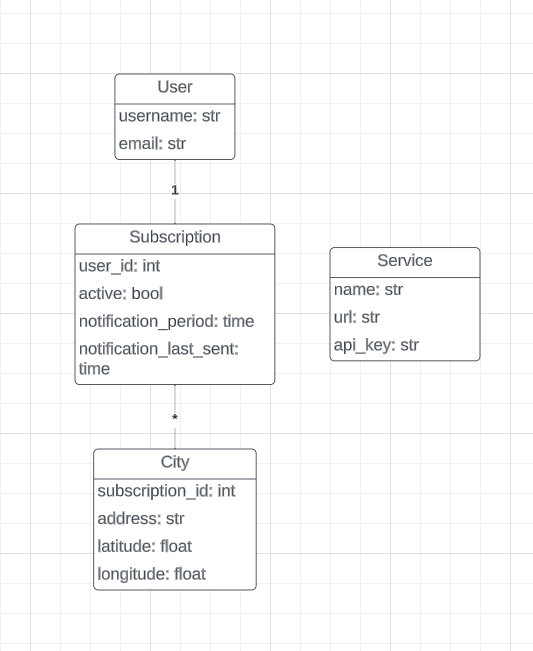 User
username: str
email: str
1
Subscription
user_id: int
active: bool
notification_period: time
notification_last_sent:
time
Service
name: str
url: str
api_key: str
*
City
subscription_id: int
address: str
latitude: float
longitude: float